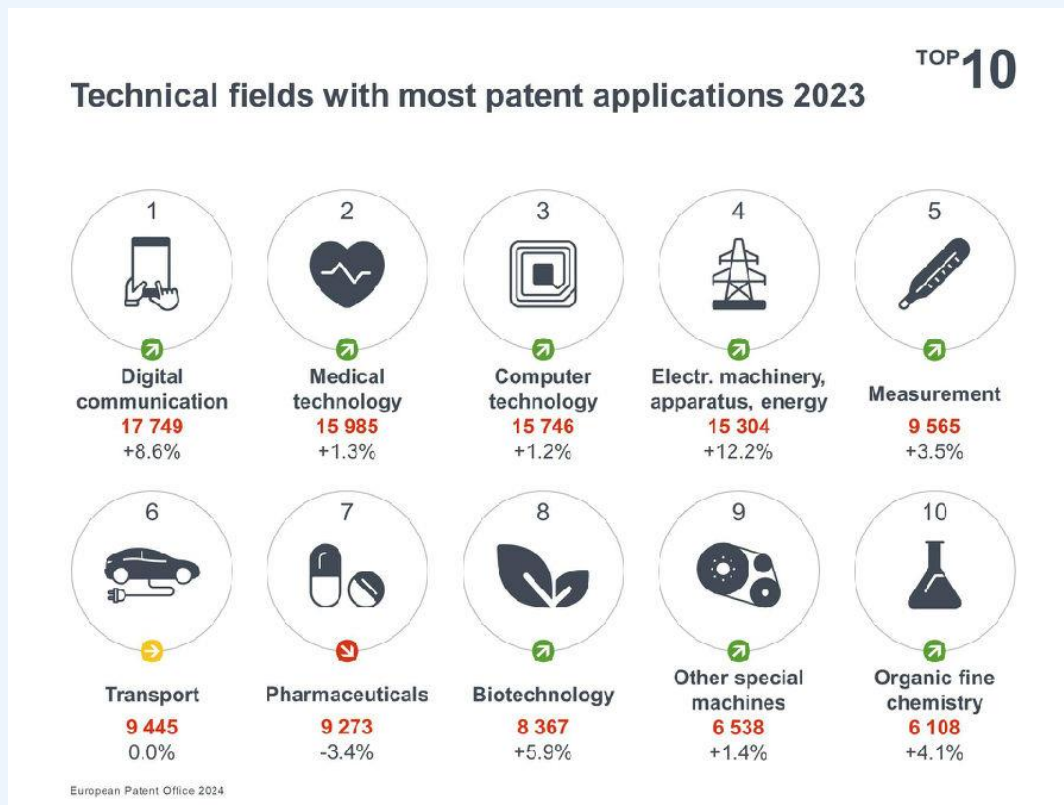 TOP 10
Technical fields with most patent applications 2023
1
2
3
4
5
Digital
communication
17 749
+8.6%
Medical
technology
15 985
+1.3%
Computer
technology
15 746
+1.2%
Electr. machinery,
apparatus, energy
15 304
+12.2%
Measurement
9 565
+3.5%
6
7
8
9
10
Transport
9 445
0.0%
Pharmaceuticals
9 273
-3.4%
Biotechnology
8 367
+5.9%
Other special
machines
6 538
+1.4%
Organic fine
chemistry
6 108
+4.1%
European Patent Office 2024